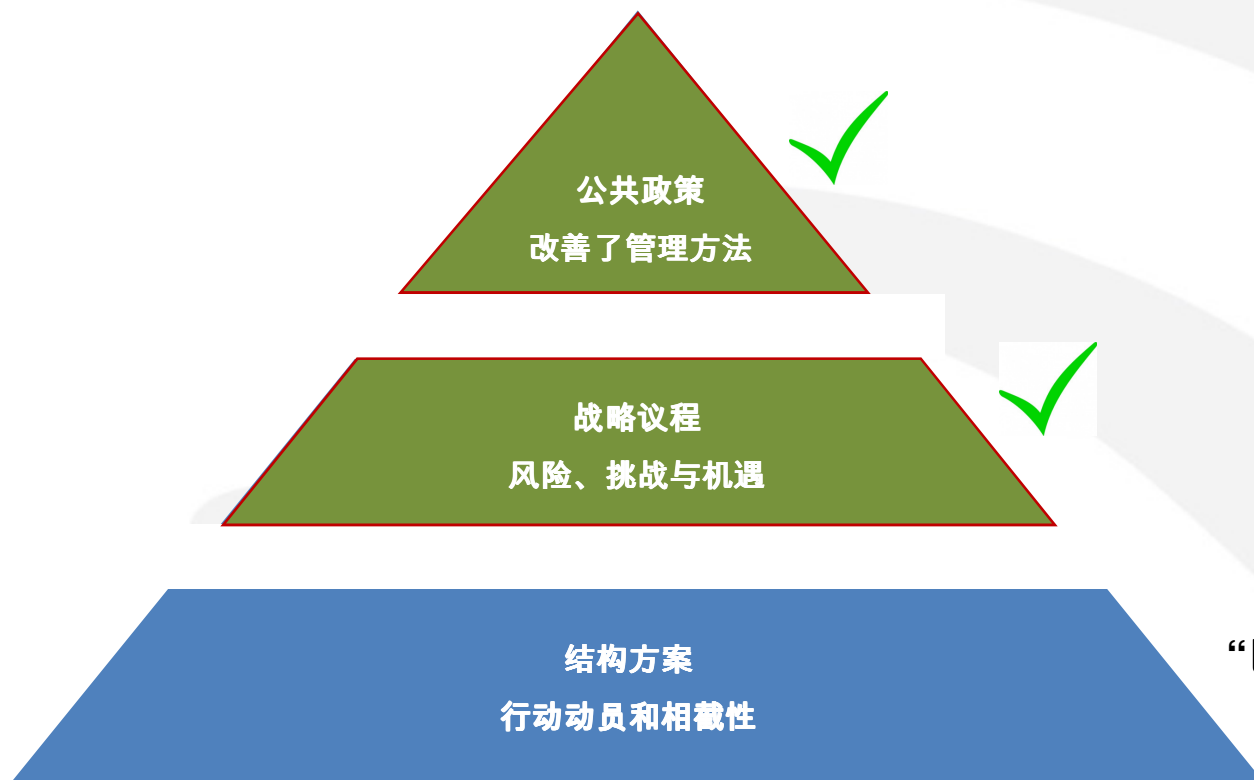 公共政策
改善了管理方法
战略议程
风险、挑战与机遇
结构方案
行动动员和相截性
“